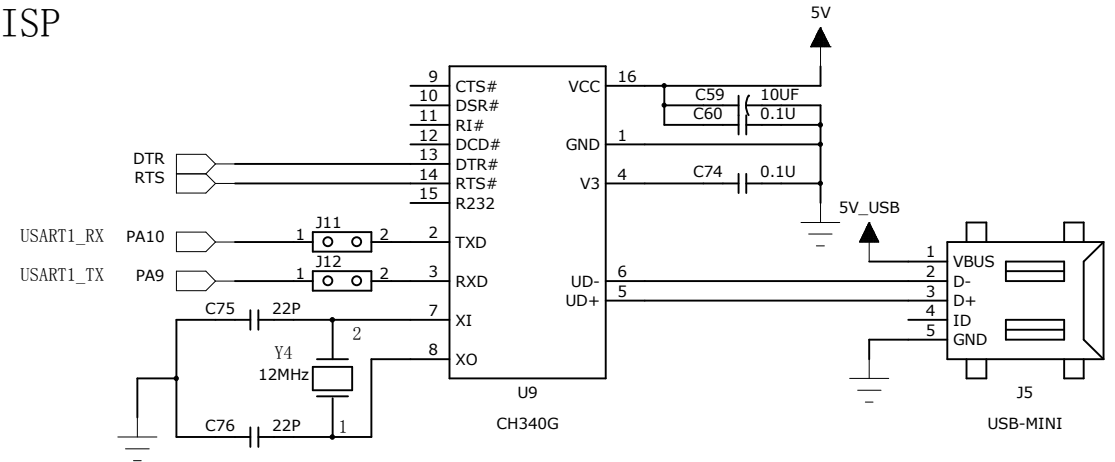 ISP
5V
9 CTS# VCC 16
C59 10UF
10 DSR#
C60 0.1U
11 RI#
12 DCD# GND 1
DTR 13 DTR#
RTS 14 RTS# V3 4 C74 0.1U
15 R232
5V_USB
J11
USART1_RX PA10 1 2 2 TXD
1 VBUS
J12
USART1_TX PA9 1 2 3 RXD UD- 6 2 D-
UD+ 5 3 D+
C75 22P 7 XI 4 ID
2 5 GND
Y4 8 XO
12MHz
U9 J5
C76 22P 1 CH340G USB-MINI